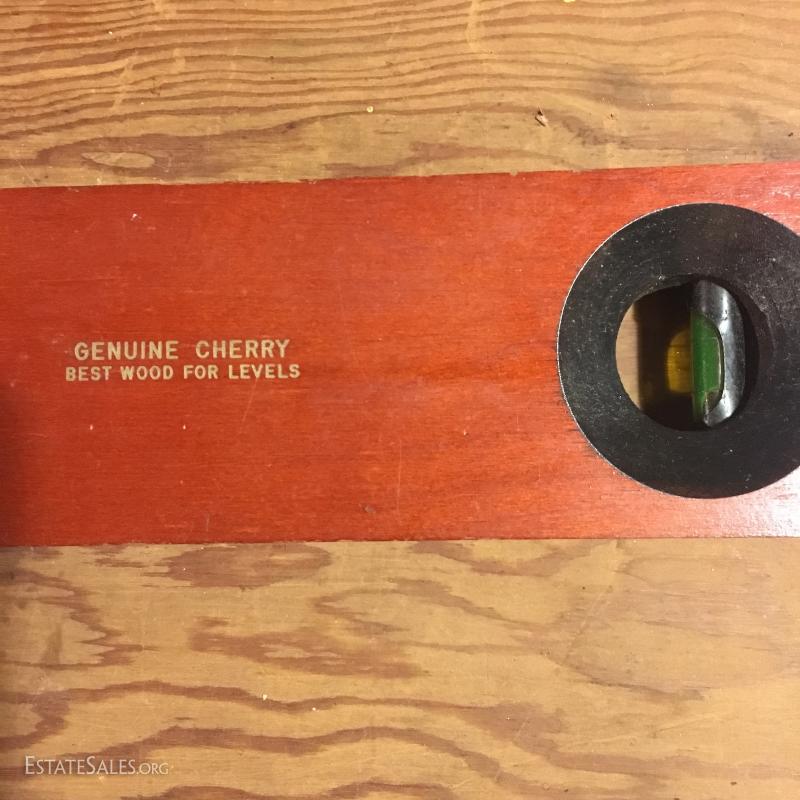 GENUINE CHERRY
BEST WOOD FOR LEVELS
ESTATESALES.ORG